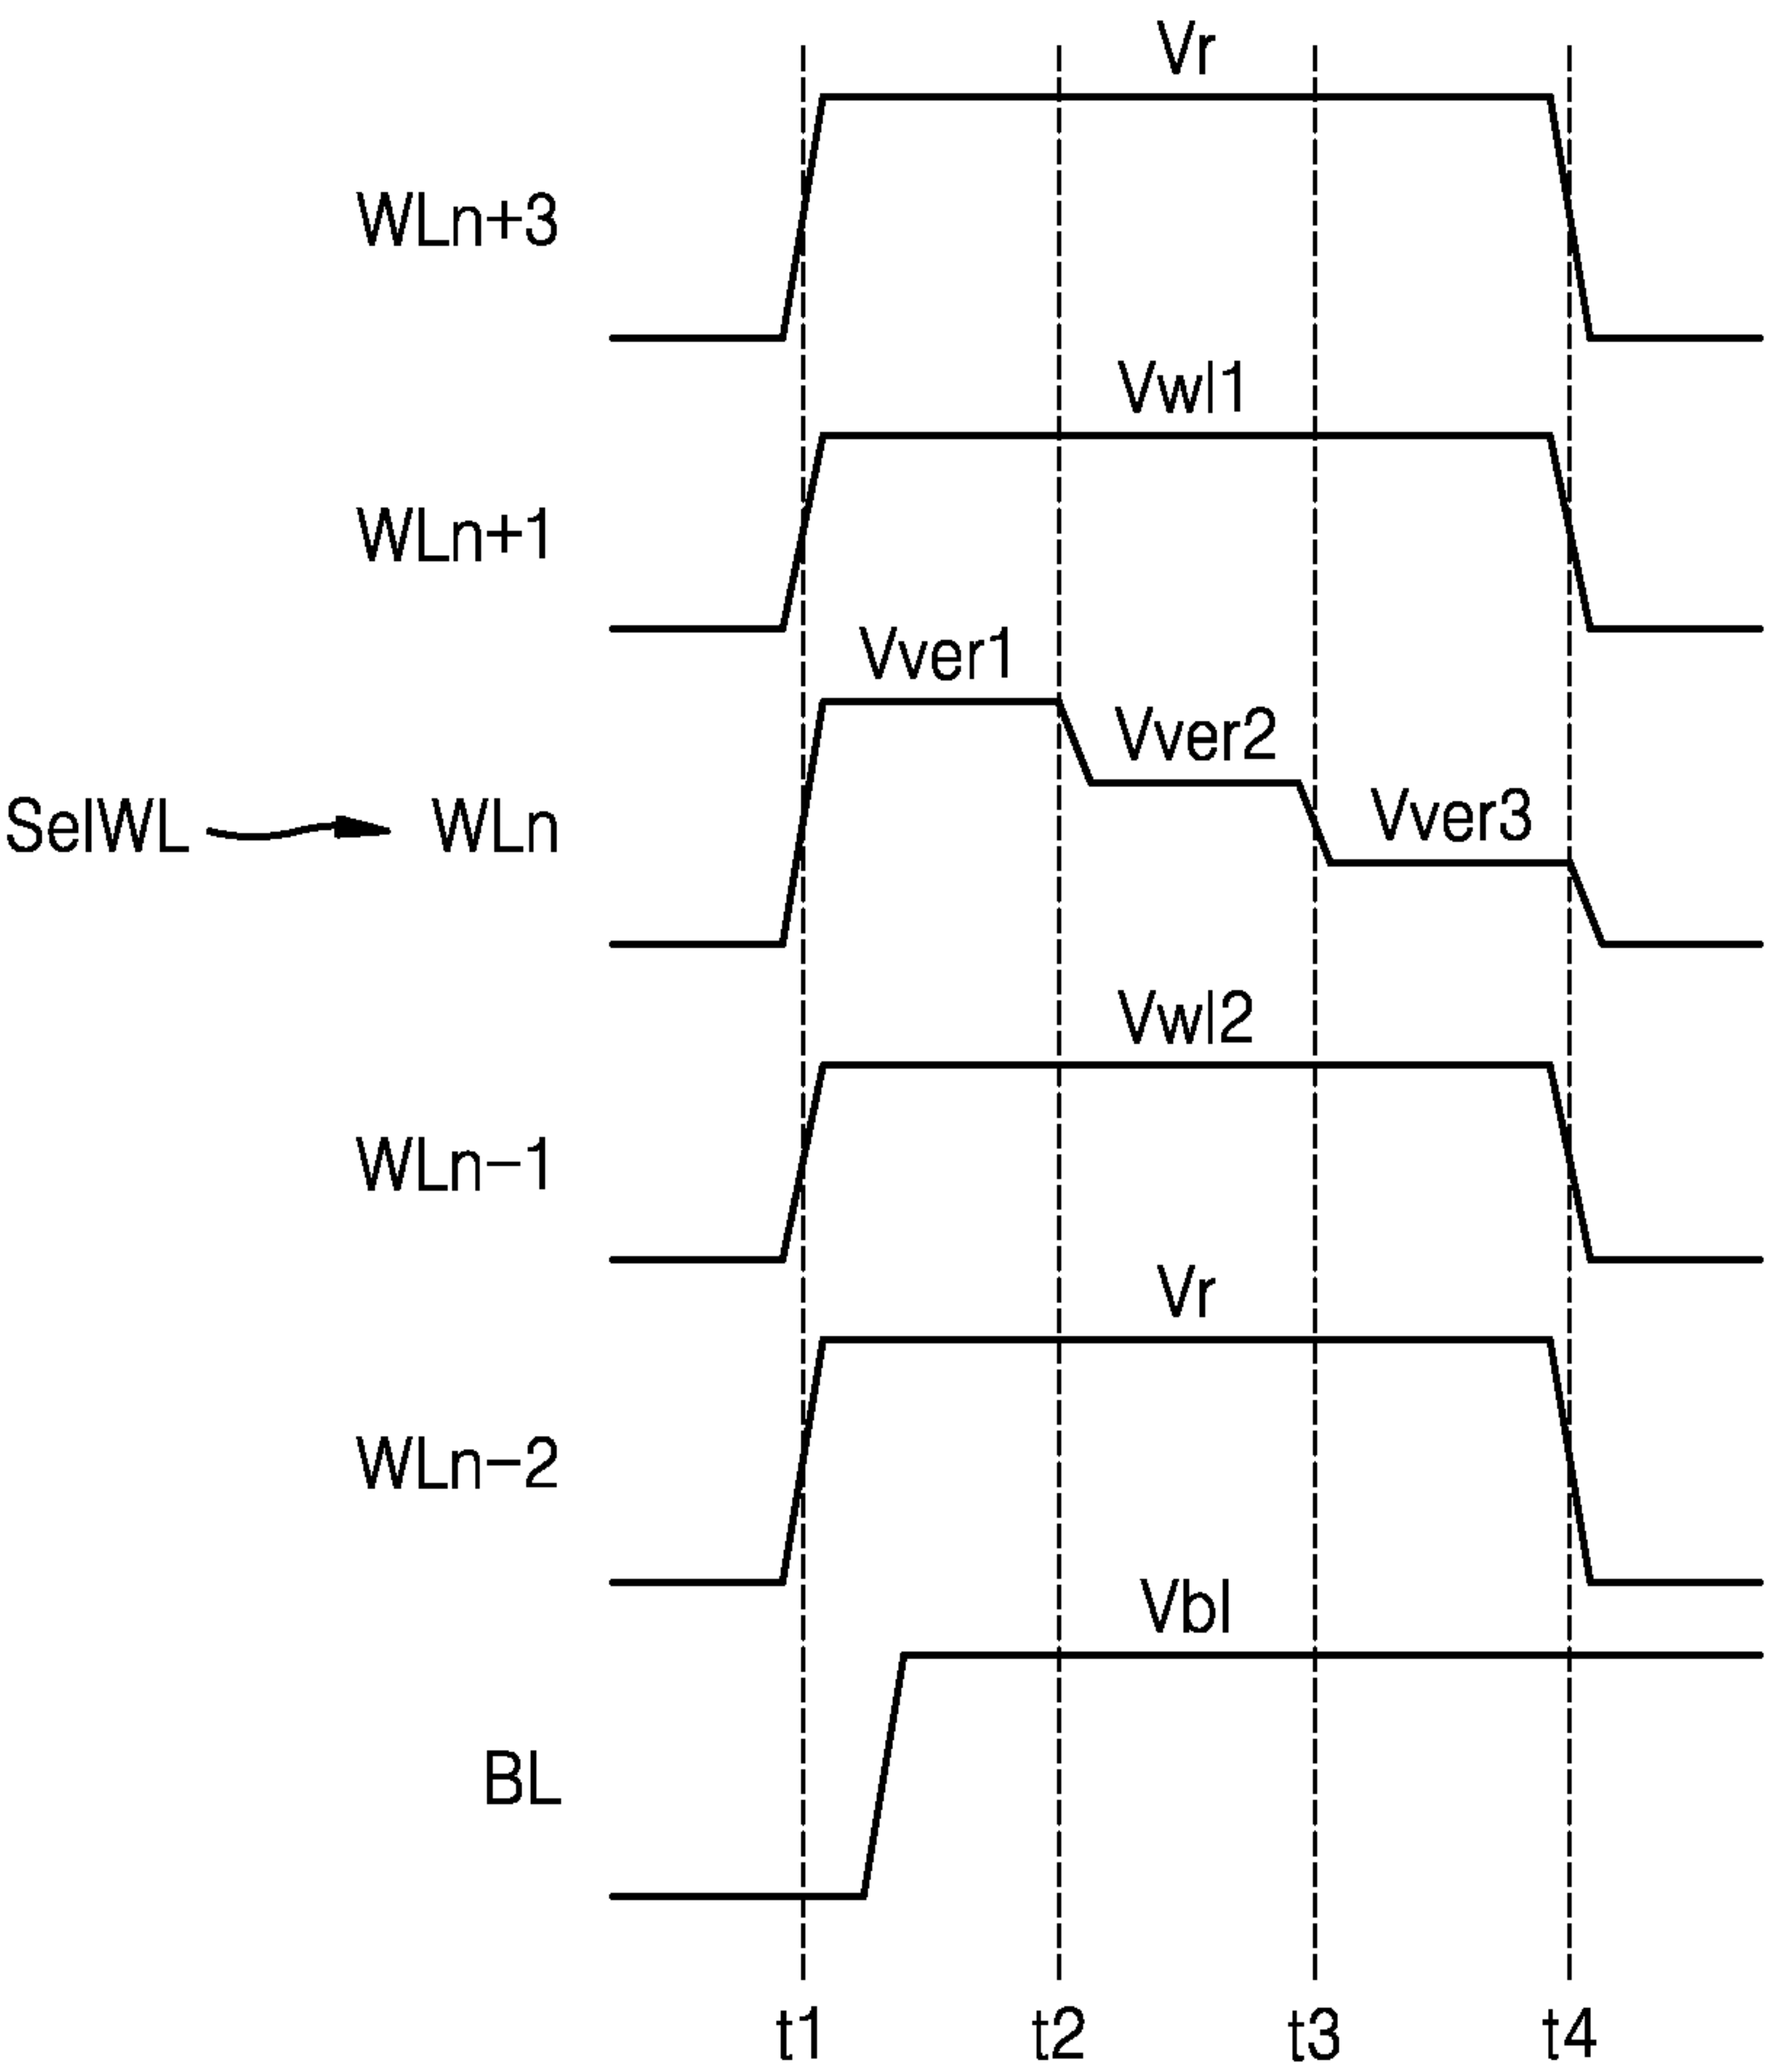 Vr
WLn+3
Vwl1
WLn+1
Vver1
Vver2
Vver3
SelWL WLn
Vwl2
WLn-1
Vr
WLn-2
Vbl
BL
t1 t2 t3 t4